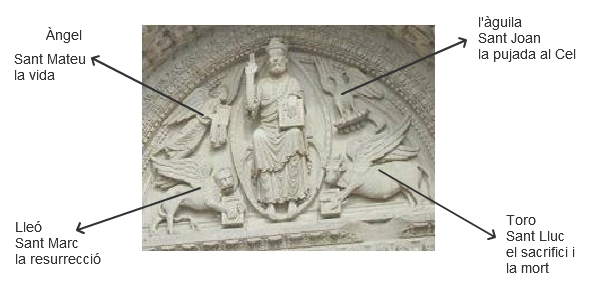 Àngel
Sant Mateu
la vida
l'àguila
Sant Joan
la pujada al Cel
Lleó
Sant Marc
la resurrecció
Toro
Sant Lluc
el sacrifici i
la mort